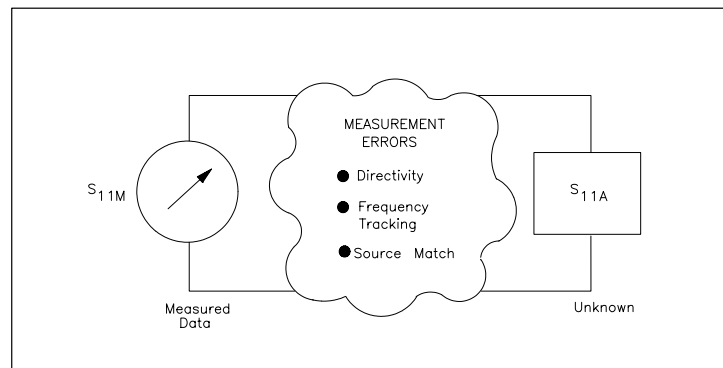 MEASUREMENT
ERRORS
S11M
● Directivity
● Frequency
Tracking
● Source Match
S11A
Measured
Data
Unknown